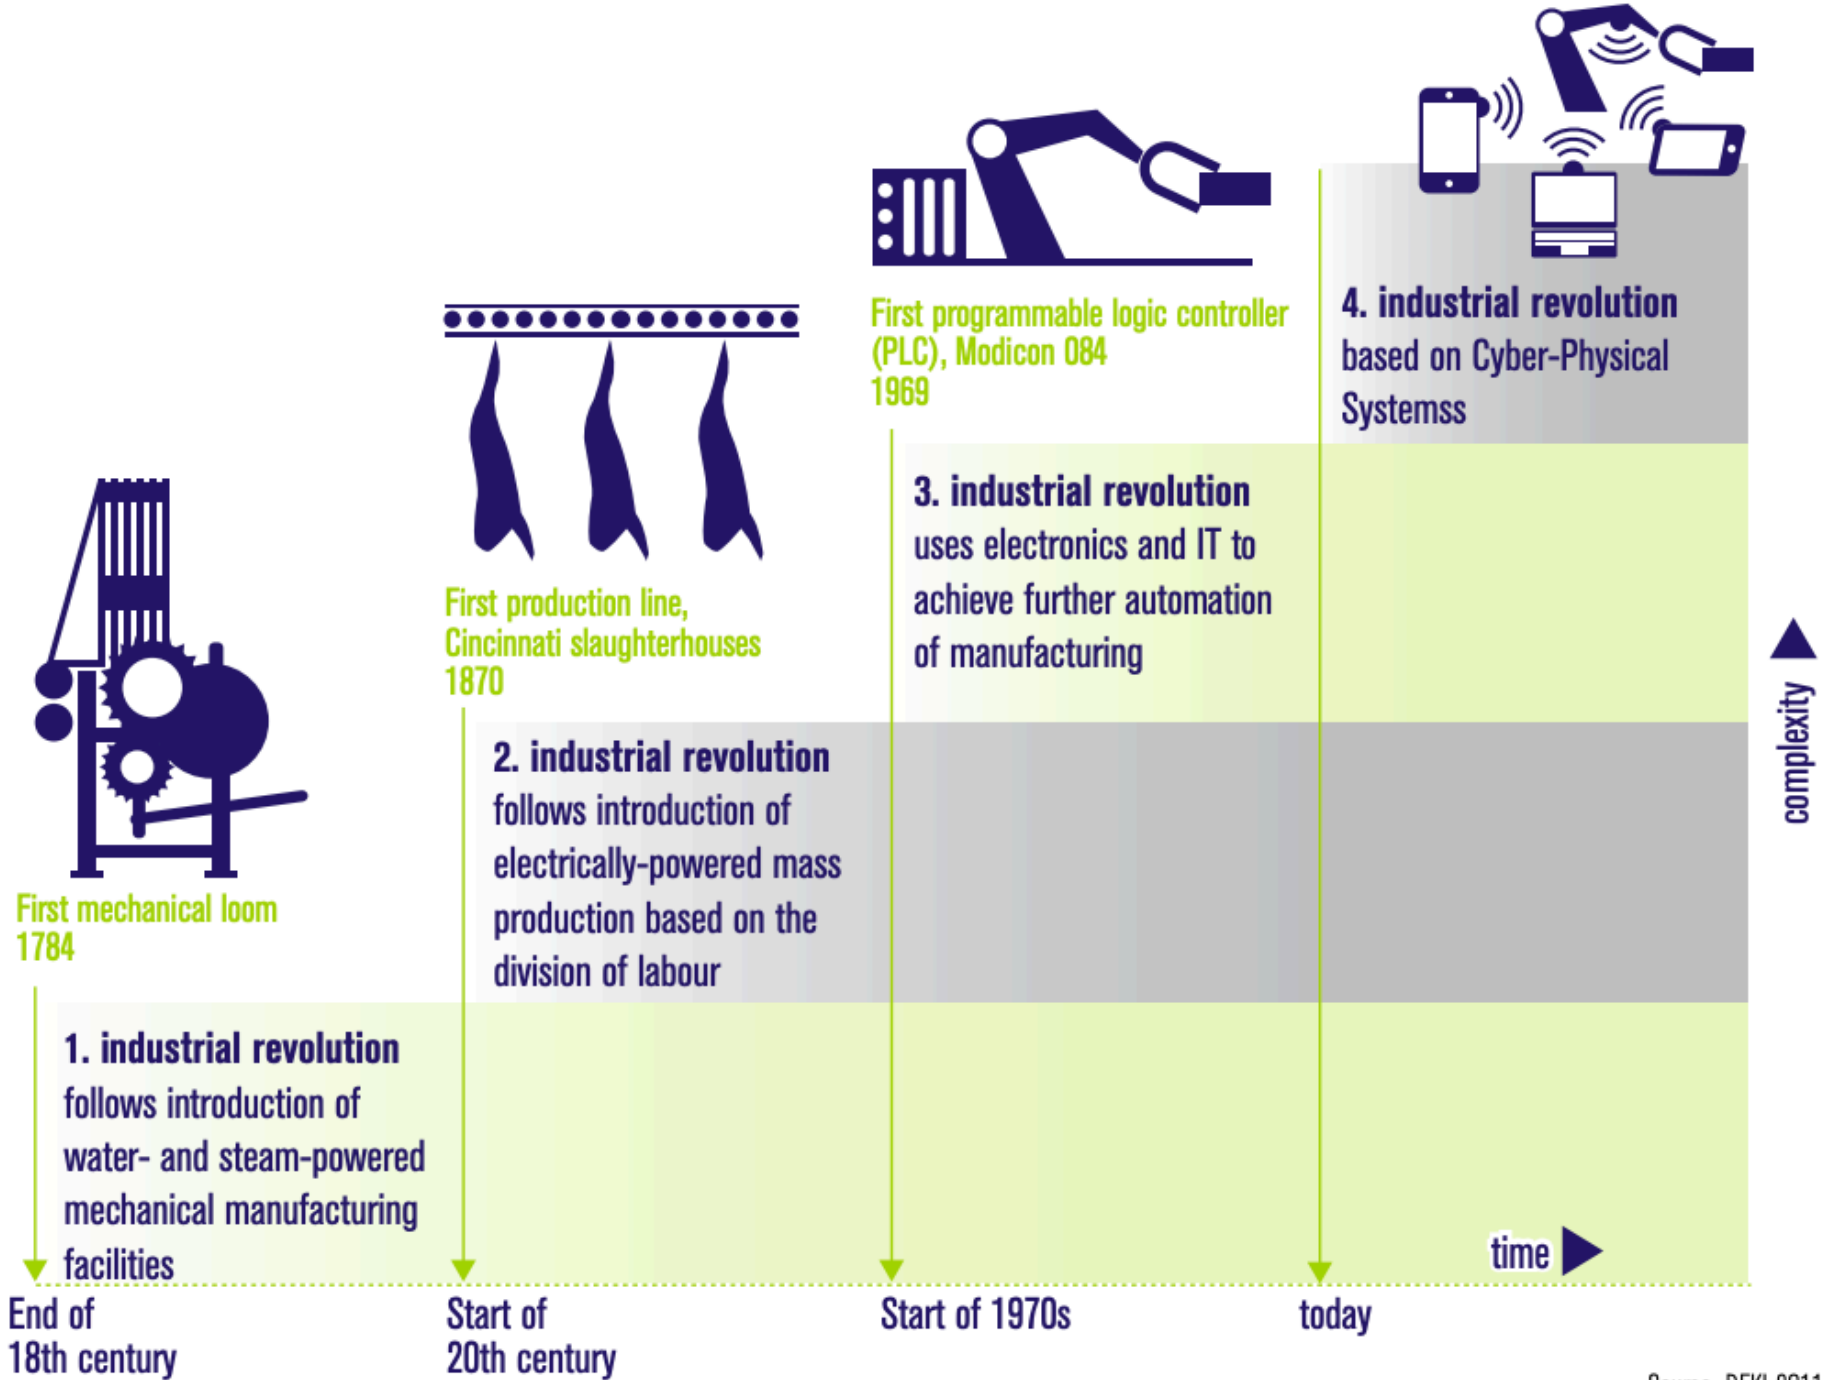 First mechanical loom
1784
First production line,
Cincinnati slaughterhouses
1870
First programmable logic controller
(PLC), Modicon 084
1969
4. industrial revolution
based on Cyber-Physical
Systemss
3. industrial revolution
uses electronics and IT to
achieve further automation
of manufacturing
2. industrial revolution
follows introduction of
electrically-powered mass
production based on the
division of labour
1. industrial revolution
follows introduction of
water- and steam-powered
mechanical manufacturing
facilities
complexity
time
End of
18th century
Start of
20th century
Start of 1970s
today